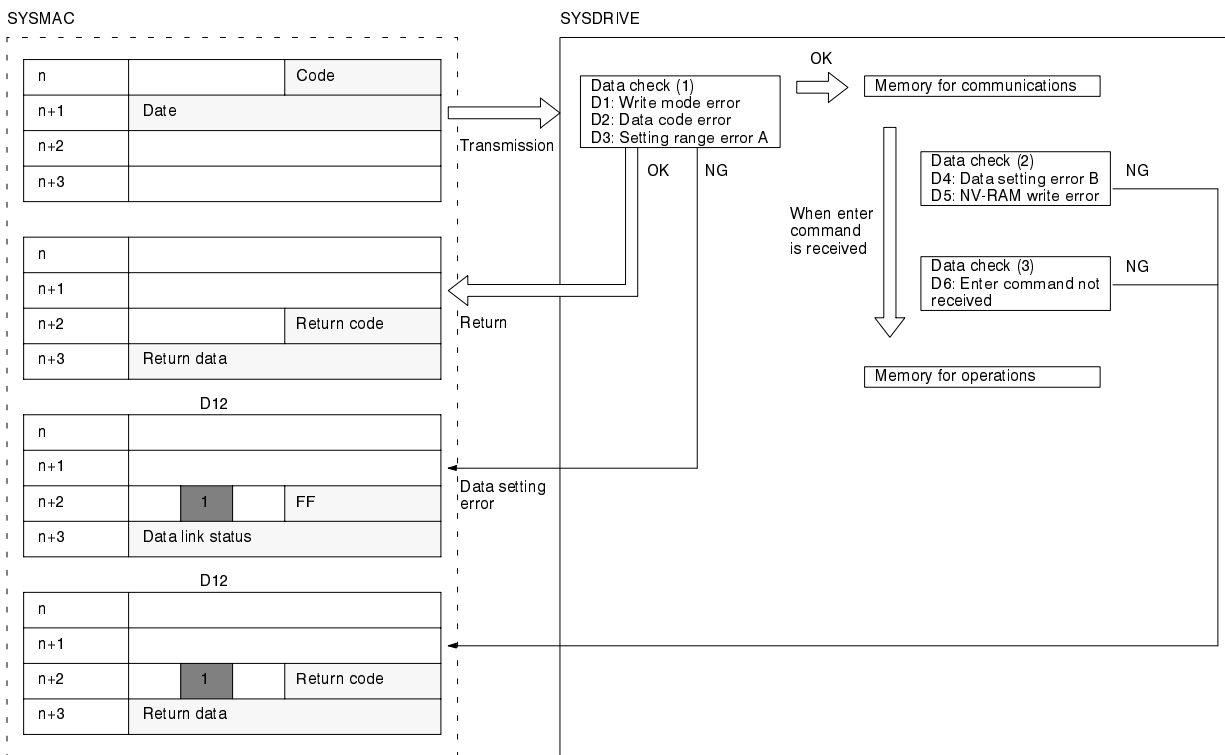 SYSMAC
n
Code
n+1
Date
n+2
n+3
n
n+1
n+2
Return code
n+3
Return data
D12
n
n+1
n+2
1
FF
n+3
Data link status
D12
n
n+1
n+2
1
Return code
n+3
Return data
Transmission
Return
Data setting
error
SYSDRIVE
Data check (1)
D1: Write mode error
D2: Data code error
D3: Setting range error A
OK
NG
OK
Memory for communications
When enter
command
is received
Data check (2)
D4: Data setting error B
D5: NV-RAM write error
NG
Data check (3)
D6: Enter command not
received
NG
Memory for operations